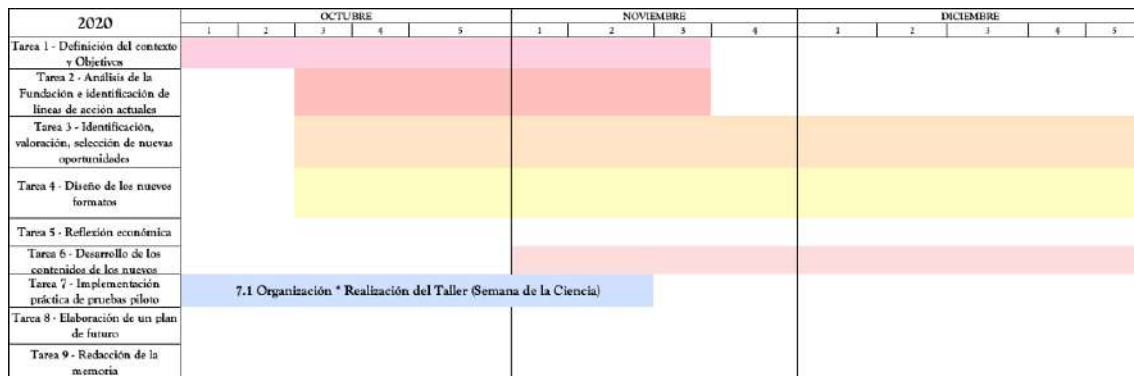 2020
OCTUBRE NOVIEMBRE DICIEMBRE
1 2 3 4 5 1 2 3 4 1 2 3 4 5
Tarea 1 - Definición del contexto
y Objetivos
Tarea 2 - Análisis de la
Fundación e identificación de
líneas de acción actuales
Tarea 3 - Identificación,
valoración, selección de nuevas
oportunidades
Tarea 4 - Diseño de los nuevos
formatos
Tarea 5 - Reflexión económica
Tarea 6 - Desarrollo de los
contenidos de los nuevos
Tarea 7 - Implementación
práctica de pruebas piloto
7.1 Organización * Realización del Taller (Semana de la Ciencia)
Tarea 8 - Elaboración de un plan
de futuro
Tarea 9 - Redacción de la
memoria